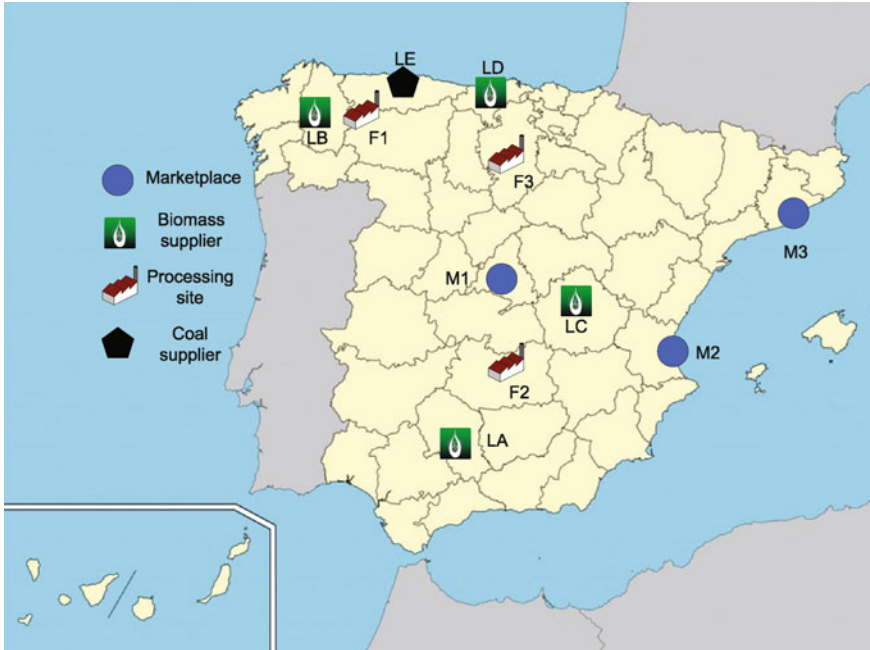 LE
LD
LB
F1
F3
Marketplace
Biomass
supplier
Processing
site
Coal
supplier
M3
M1
LC
M2
F2
LA